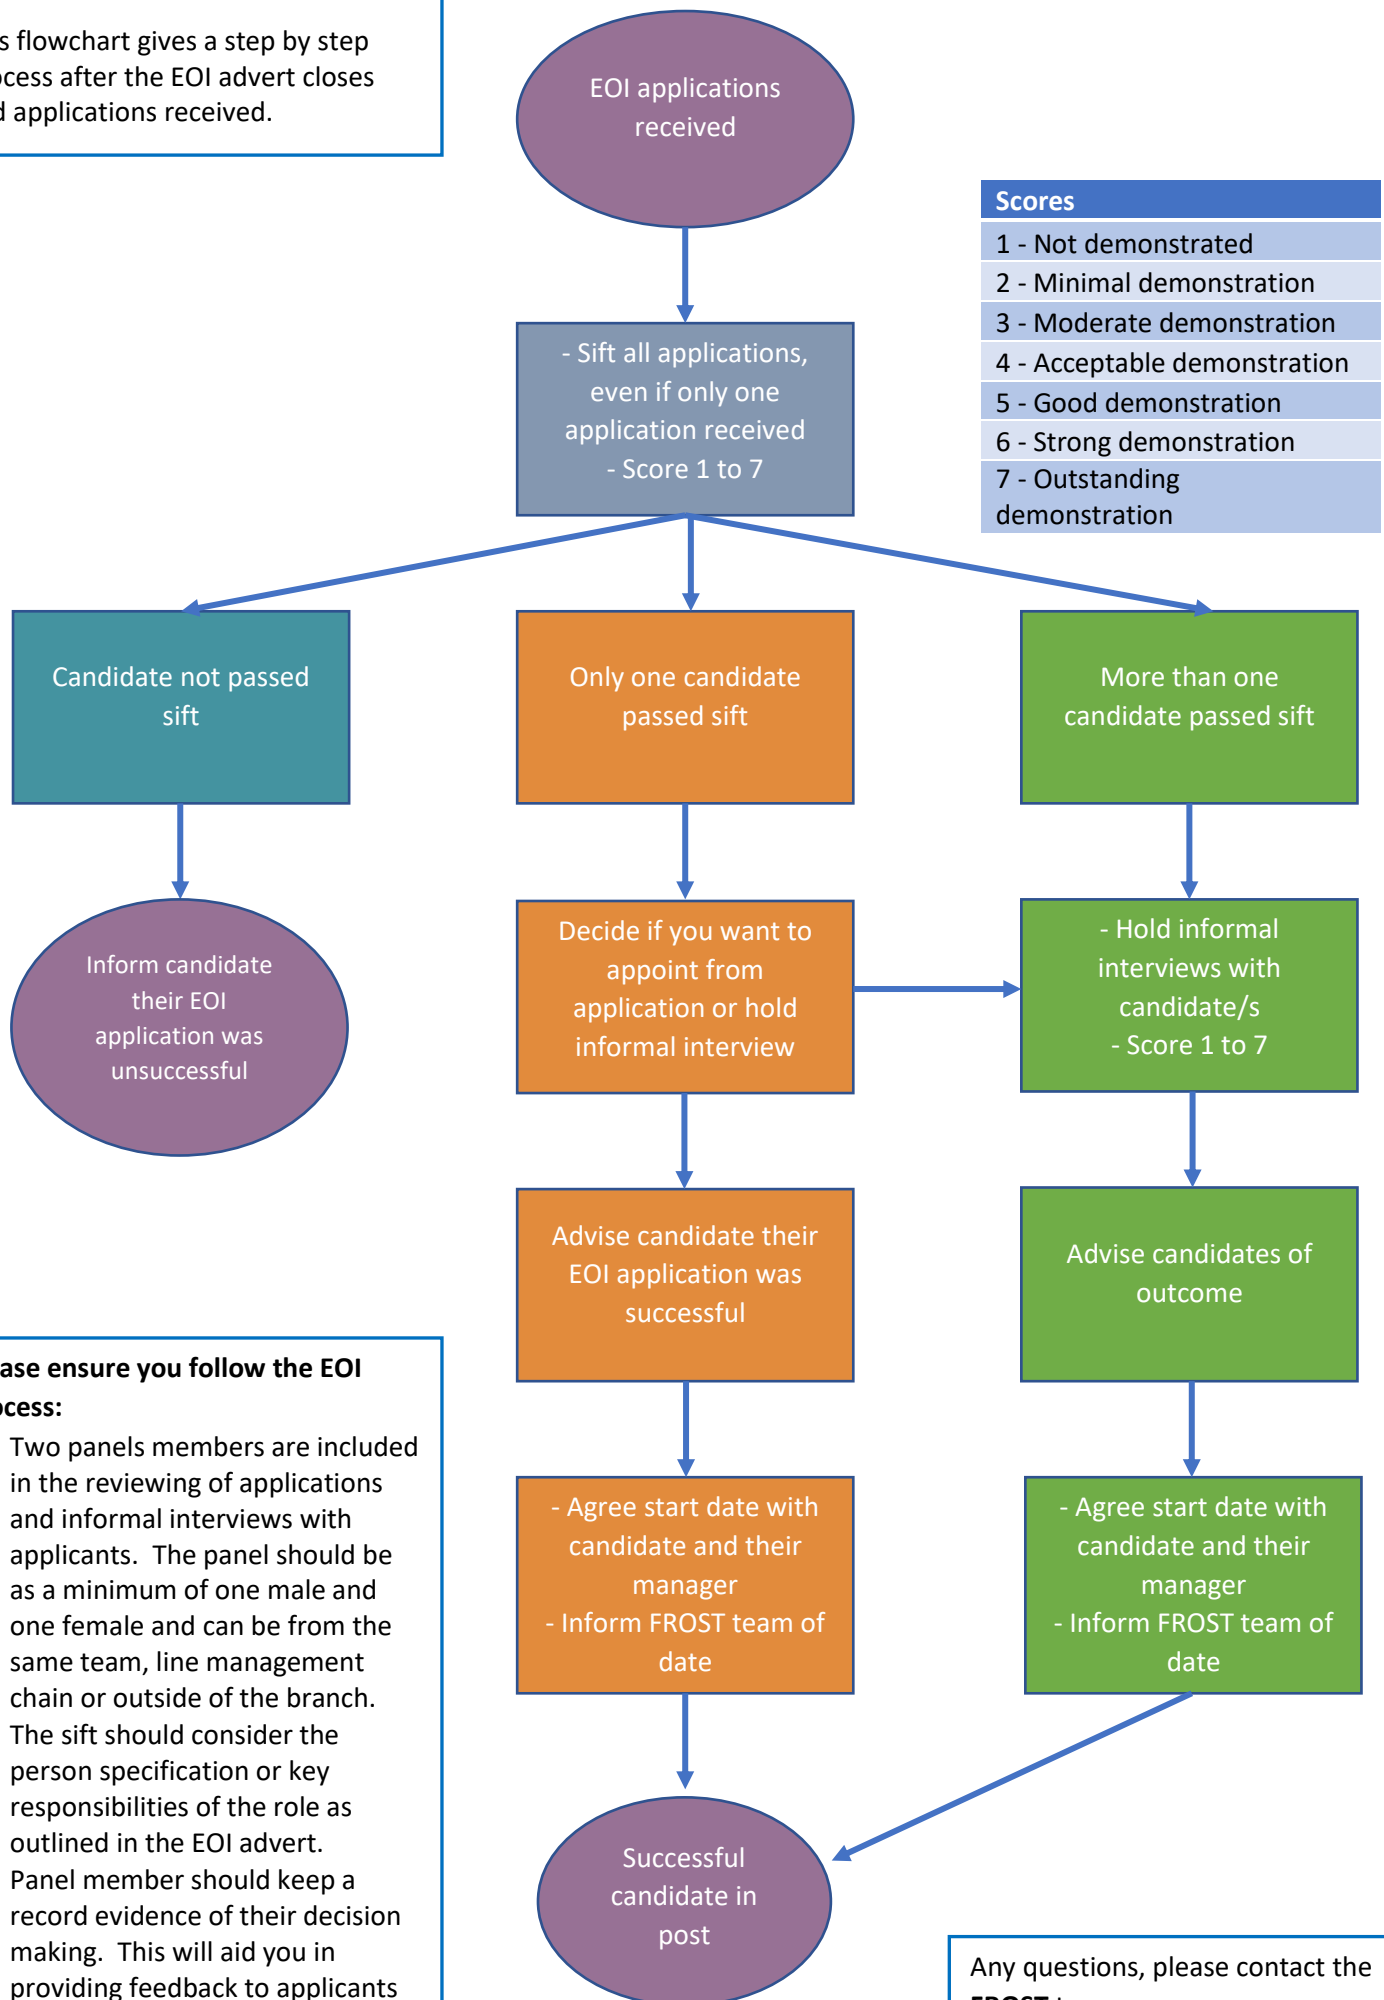 s flowchart gives a step by step
ocess after the EOI advert closes
d applications received.
EOI applications
received
Scores
1 - Not demonstrated
2 - Minimal demonstration
3 - Moderate demonstration
4 - Acceptable demonstration
5 - Good demonstration
6 - Strong demonstration
7 - Outstanding
demonstration
- Sift all applications,
even if only one
application received
- Score 1 to 7
Candidate not passed
sift
Only one candidate
passed sift
More than one
candidate passed sift
Inform candidate
their EOI
application was
unsuccessful
Decide if you want to
appoint from
application or hold
informal interview
- Hold informal
interviews with
candidate/s
- Score 1 to 7
Advise candidate their
EOI application was
successful
Advise candidates of
outcome
ase ensure you follow the EOI
ocess:
Two panels members are included
in the reviewing of applications
and informal interviews with
applicants. The panel should be
as a minimum of one male and
one female and can be from the
same team, line management
chain or outside of the branch.
The sift should consider the
person specification or key
responsibilities of the role as
outlined in the EOI advert.
Panel member should keep a
record evidence of their decision
making. This will aid you in
providing feedback to applicants
- Agree start date with
candidate and their
manager
- Inform FROST team of
date
- Agree start date with
candidate and their
manager
- Inform FROST team of
date
Successful
candidate in
post
Any questions, please contact the
FROST